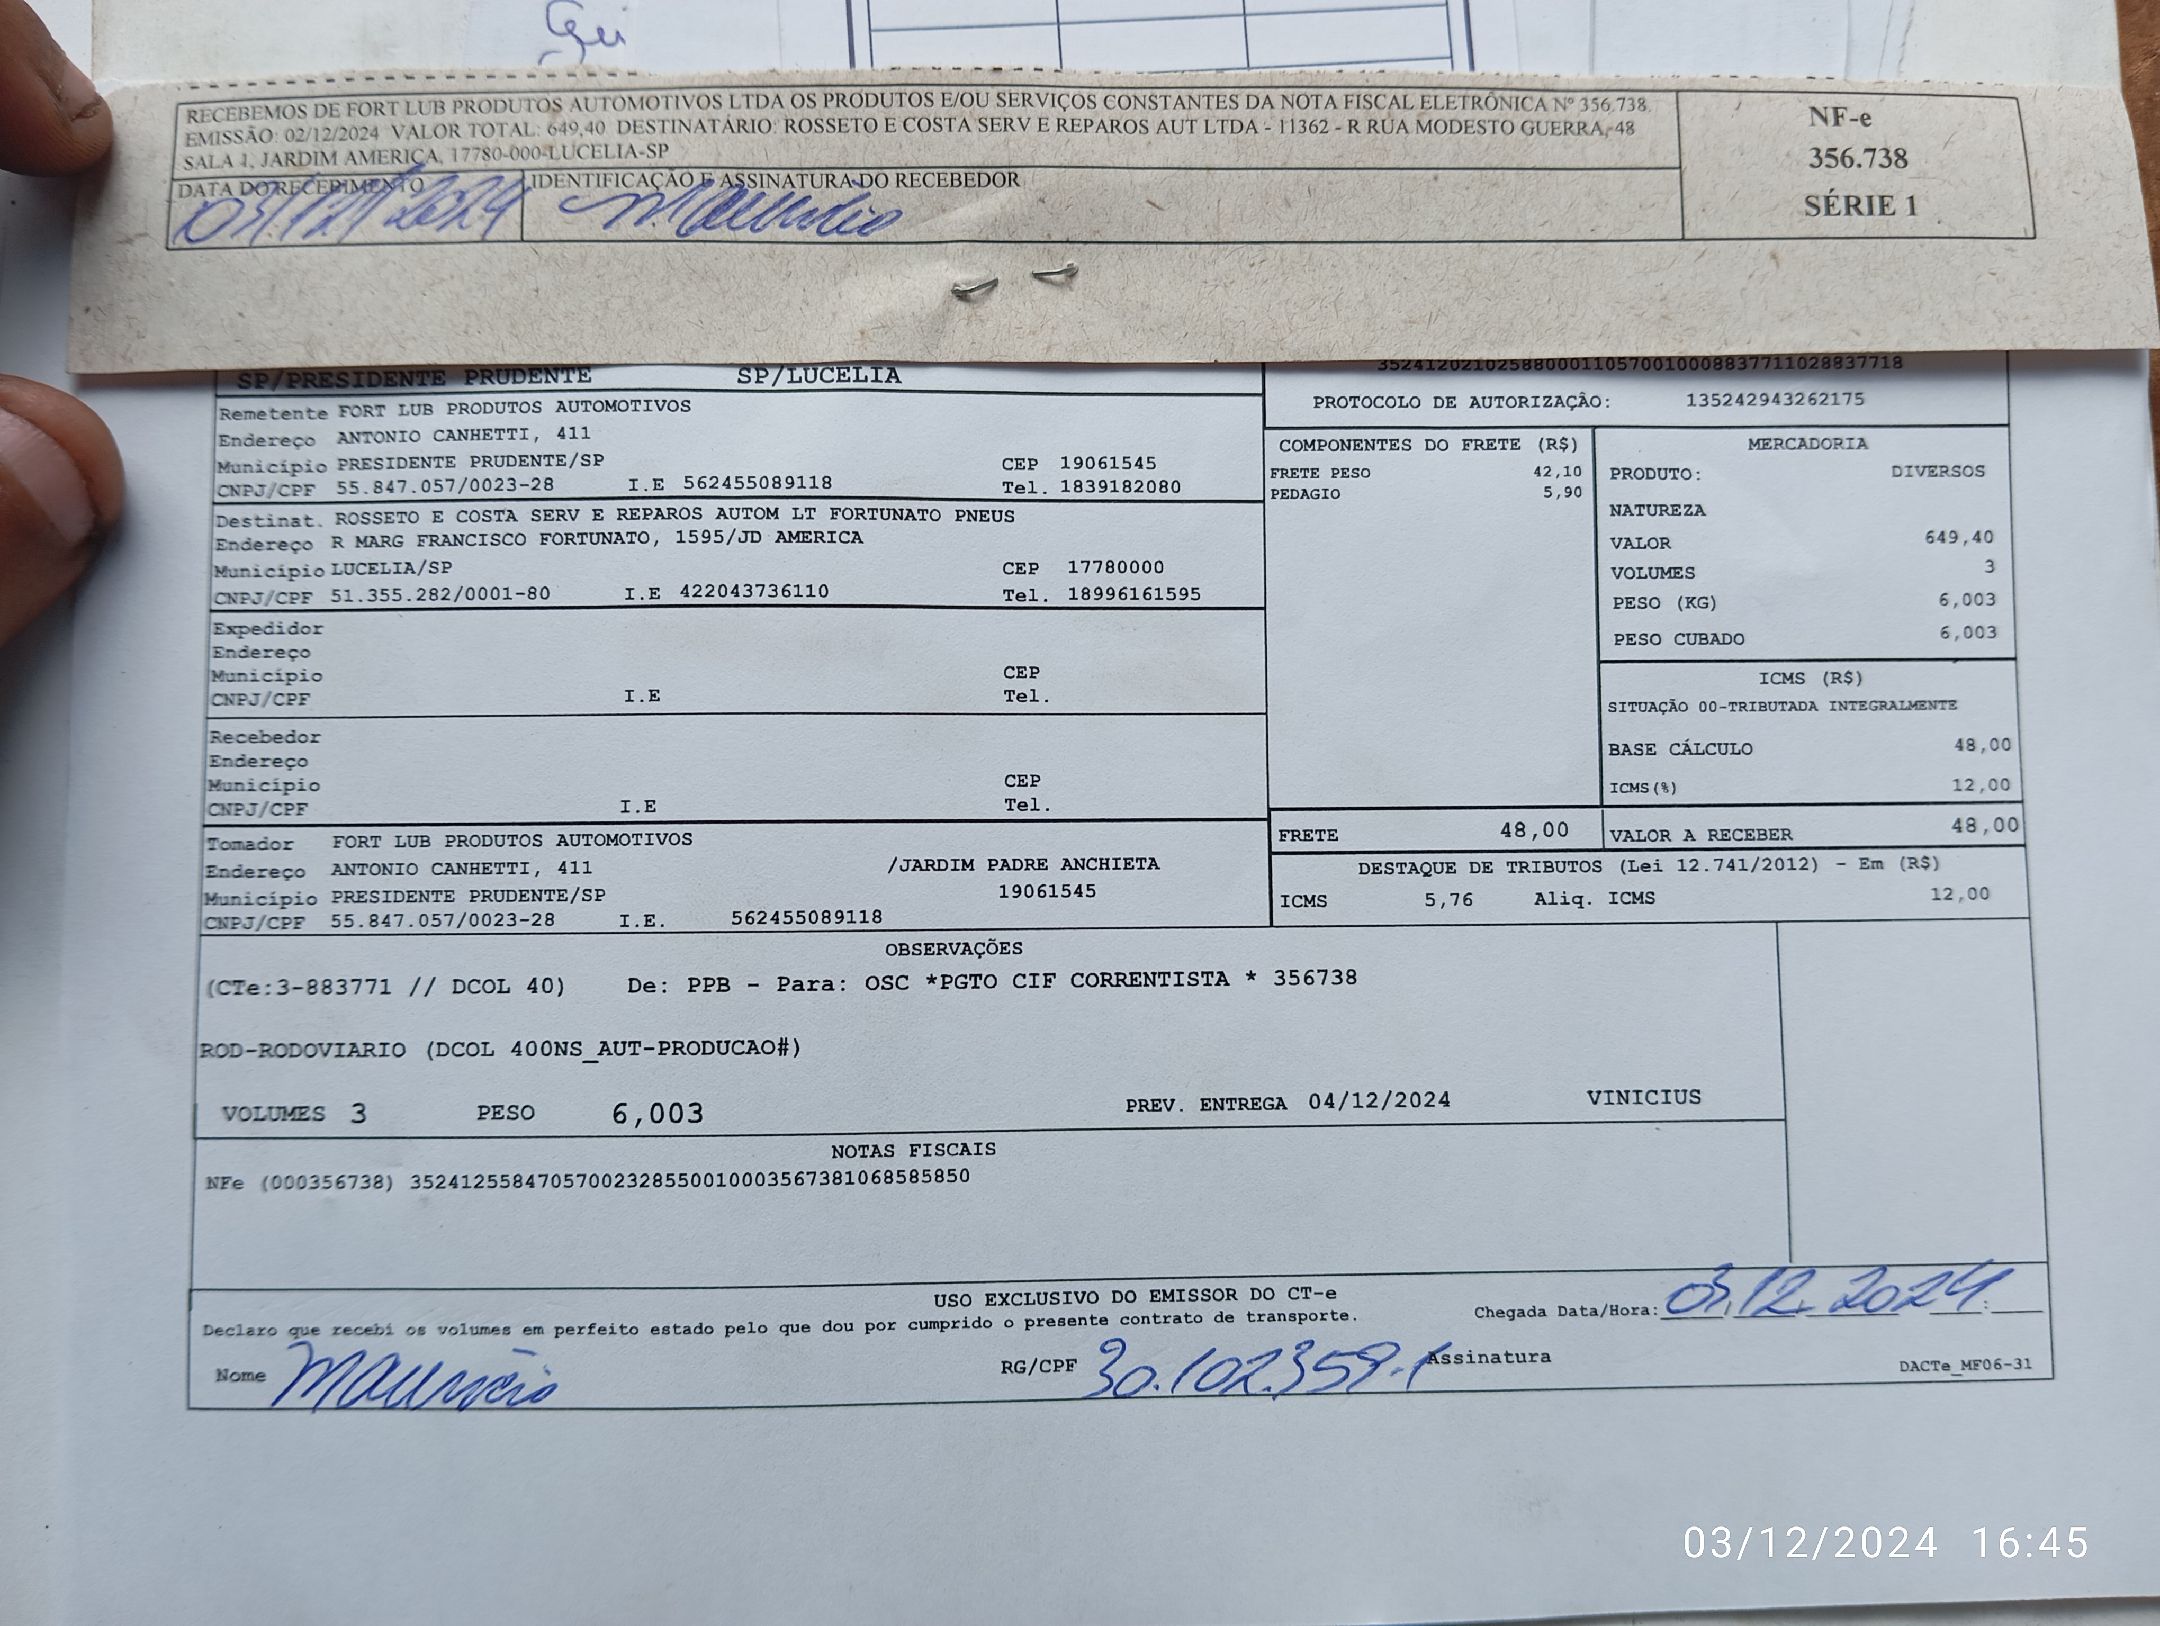 RECEBEMOS DE FORT LUB PRODUTOS AUTOMOTIVOS LTDA OS PRODUTOS E/OU SERVIÇOS CONSTANTES DA NOTA FISCAL ELETRÔNICA Nº 356.738.
EMISSÃO: 02/12/2024 VALOR TOTAL: 649,40 DESTINATÁRIO: ROSSETO E COSTA SERV E REPAROS AUT LTDA - 11362 - R RUA MODESTO GUERRA, 48
SALA 1, JARDIM AMERICA, 17780-000-LUCELIA-SP
NF-e
356.738
SÉRIE 1
DATA DO RECEBIMENTO IDENTIFICAÇÃO E ASSINATURA DO RECEBEDOR
03/12/2024 Mauricio
SP/PRESIDENTE PRUDENTE SP/LUCELIA
35241202102588000110570010008837711028837718
PROTOCOLO DE AUTORIZAÇÃO: 135242943262175
Remetente FORT LUB PRODUTOS AUTOMOTIVOS
Endereço ANTONIO CANHETTI, 411
Município PRESIDENTE PRUDENTE/SP CEP 19061545
CNPJ/CPF 55.847.057/0023-28 I.E 562455089118 Tel. 1839182080
Destinat. ROSSETO E COSTA SERV E REPAROS AUTOM LT FORTUNATO PNEUS
Endereço R MARG FRANCISCO FORTUNATO, 1595/JD AMERICA
Município LUCELIA/SP CEP 17780000
CNPJ/CPF 51.355.282/0001-80 I.E 422043736110 Tel. 18996161595
Expedidor
Endereço
Município CEP
CNPJ/CPF I.E Tel.
Recebedor
Endereço
Município CEP
CNPJ/CPF I.E Tel.
Tomador FORT LUB PRODUTOS AUTOMOTIVOS
Endereço ANTONIO CANHETTI, 411 /JARDIM PADRE ANCHIETA
Município PRESIDENTE PRUDENTE/SP 19061545
CNPJ/CPF 55.847.057/0023-28 I.E. 562455089118
COMPONENTES DO FRETE (R$)
FRETE PESO 42,10
PEDAGIO 5,90
MERCADORIA
PRODUTO: DIVERSOS
NATUREZA
VALOR 649,40
VOLUMES 3
PESO (KG) 6,003
PESO CUBADO 6,003
ICMS (R$)
SITUAÇÃO 00-TRIBUTADA INTEGRALMENTE
BASE CÁLCULO 48,00
ICMS(%) 12,00
FRETE 48,00 VALOR A RECEBER 48,00
DESTAQUE DE TRIBUTOS (Lei 12.741/2012) - Em (R$)
ICMS 5,76 Aliq. ICMS 12,00
OBSERVAÇÕES
(CTe:3-883771 // DCOL 40) De: PPB - Para: OSC *PGTO CIF CORRENTISTA * 356738
ROD-RODOVIARIO (DCOL 400NS_AUT-PRODUCAO#)
VOLUMES 3 PESO 6,003 PREV. ENTREGA 04/12/2024 VINICIUS
NOTAS FISCAIS
NFe (000356738) 35241255847057002328550010003567381068585850
USO EXCLUSIVO DO EMISSOR DO CT-e
Declaro que recebi os volumes em perfeito estado pelo que dou por cumprido o presente contrato de transporte.
Chegada Data/Hora: 03.12.2024 :
Nome Mauricio RG/CPF 30.102.359.1 Assinatura
DACTe_MF06-31
03/12/2024 16:45